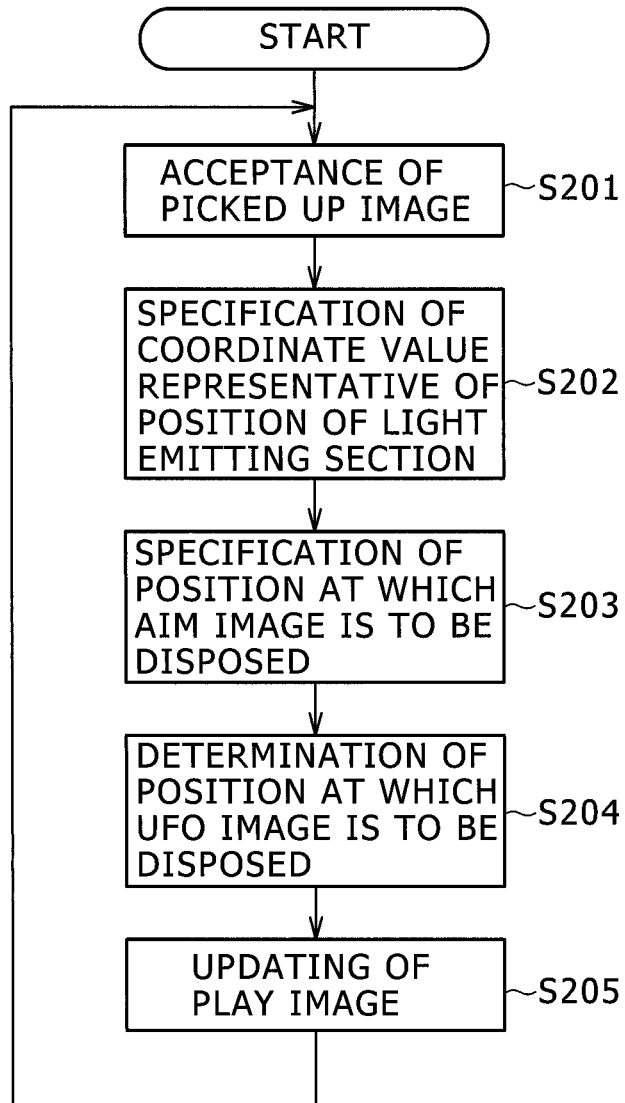 START
ACCEPTANCE OF
PICKED UP IMAGE
S201
SPECIFICATION OF
COORDINATE VALUE
REPRESENTATIVE OF
POSITION OF LIGHT
EMITTING SECTION
S202
SPECIFICATION OF
POSITION AT WHICH
AIM IMAGE IS TO BE
DISPOSED
S203
DETERMINATION OF
POSITION AT WHICH
UFO IMAGE IS TO BE
DISPOSED
S204
UPDATING OF
PLAY IMAGE
S205